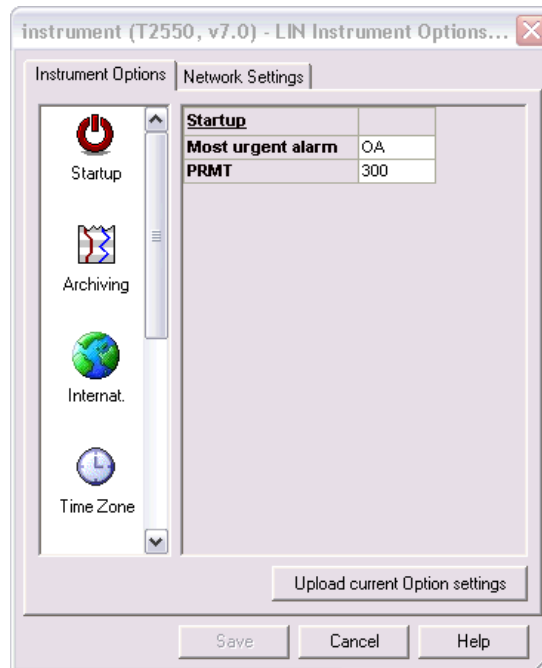 instrument (T2550, v7.0) - LIN Instrument Options...
Instrument Options
Network Settings
Startup
Archiving
Internat.
Time Zone
Startup
Most urgent alarm OA
PRMT 300
Upload current Option settings
Save
Cancel
Help